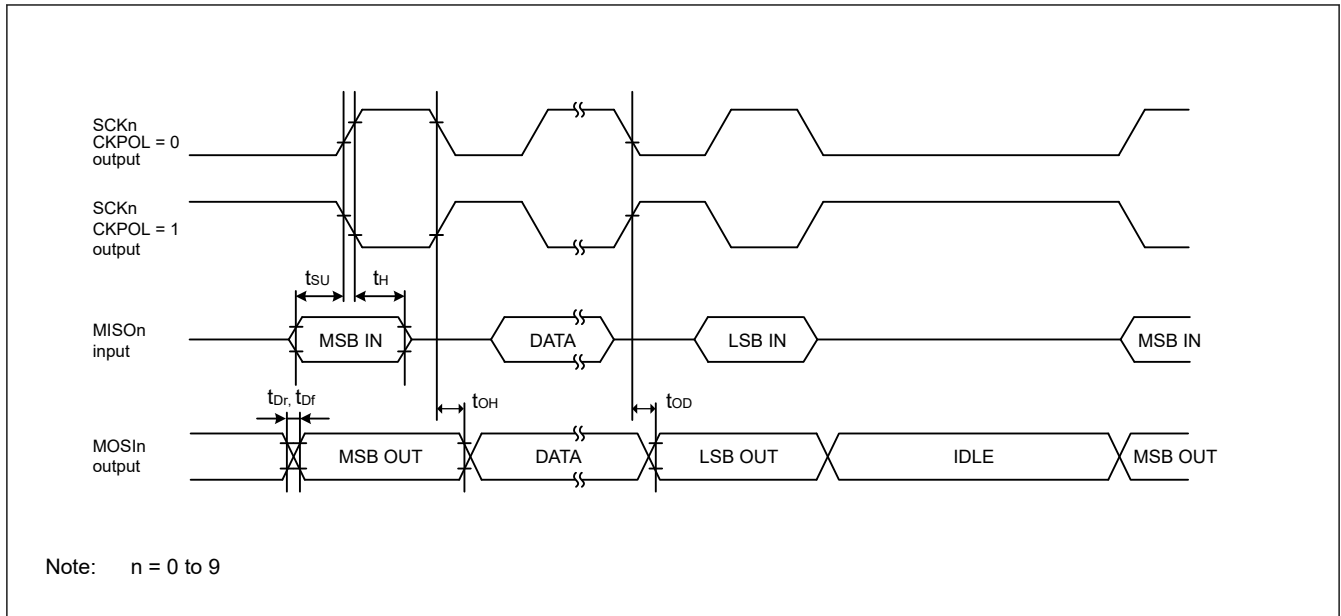 SCKn
CKPOL = 0
output
SCKn
CKPOL = 1
output
tSU
tH
MISOn
input
MSB IN
DATA
LSB IN
MSB IN
tDr, tDf
tOH
tOD
MOSIn
output
MSB OUT
DATA
LSB OUT
IDLE
MSB OUT
Note: n = 0 to 9